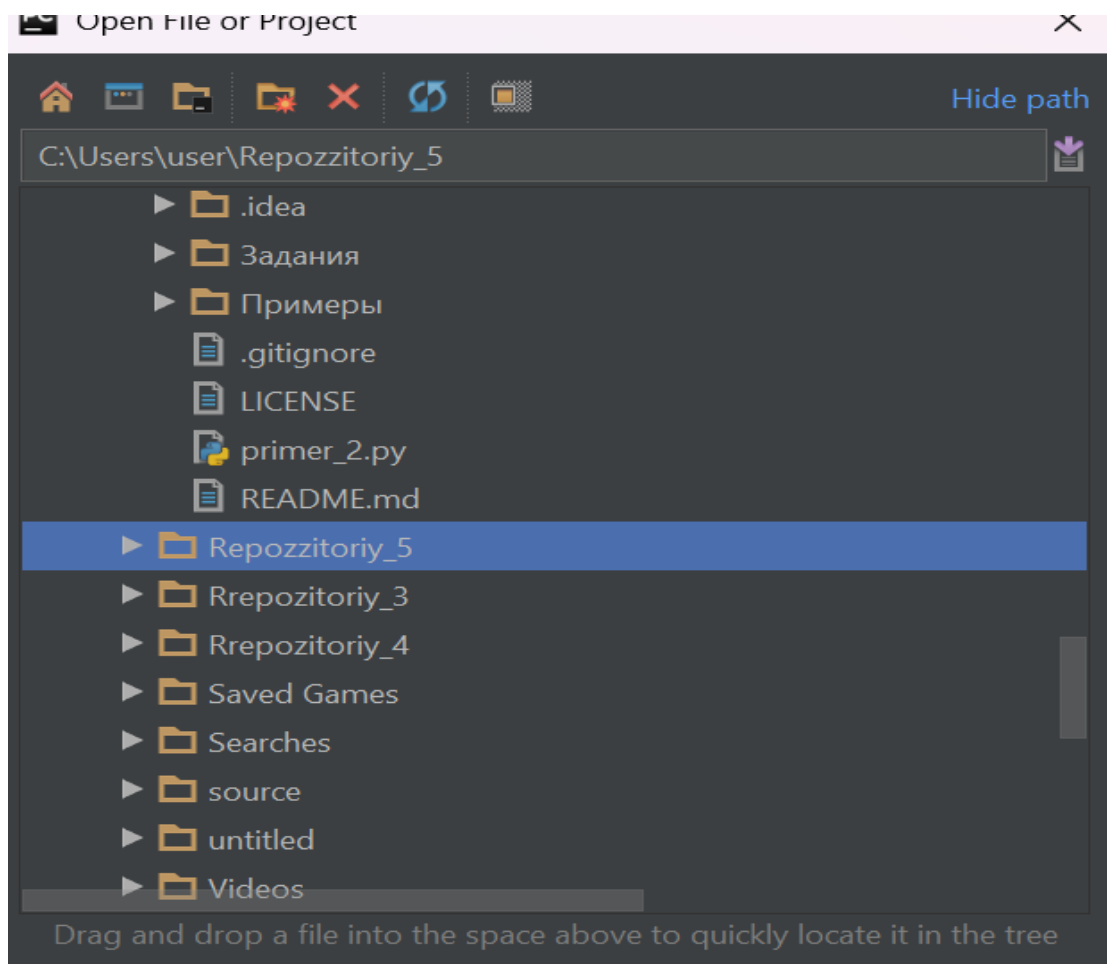 PC Open File or Project
Hide path
C:\Users\user\Repozzitoriy_5
.idea
Задания
Примеры
.gitignore
LICENSE
primer_2.py
README.md
Repozzitoriy_5
Rrepozitoriy_3
Rrepozitoriy_4
Saved Games
Searches
source
untitled
Videos
Drag and drop a file into the space above to quickly locate it in the tree